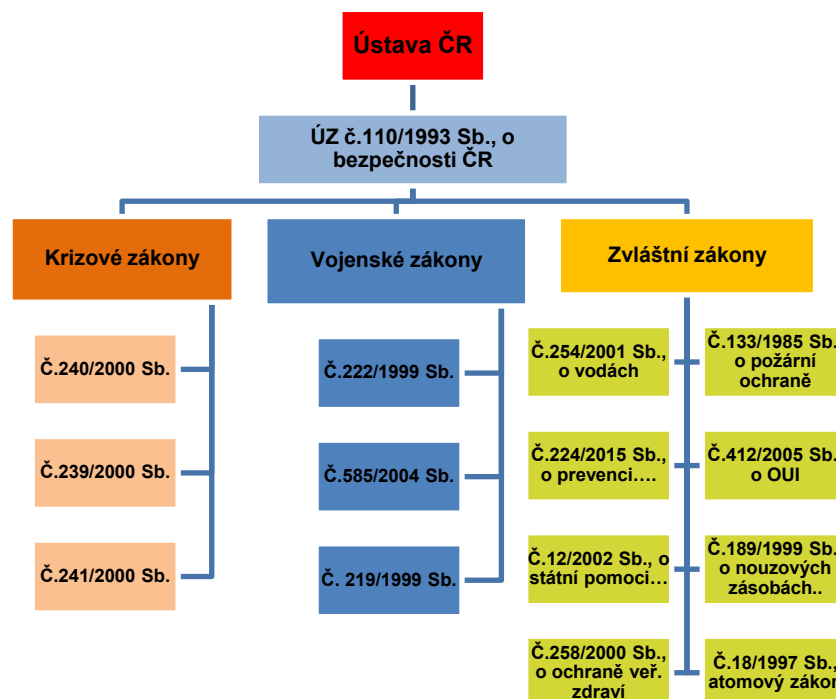 Ústava ČR
ÚZ č.110/1993 Sb., o
bezpečnosti ČR
Krizové zákony
Vojenské zákony
Zvláštní zákony
Č.240/2000 Sb.
Č.239/2000 Sb.
Č.241/2000 Sb.
Č.222/1999 Sb.
Č.585/2004 Sb.
Č. 219/1999 Sb.
Č.254/2001 Sb.,
o vodách
Č.133/1985 Sb.
o požární
ochraně
Č.224/2015 Sb.,
o prevenci....
Č.412/2005 Sb.
o OUI
Č.12/2002 Sb., o
státní pomoci...
Č.189/1999 Sb.
o nouzových
zásobách..
Č.258/2000 Sb.,
o ochraně veř.
zdraví
Č.18/1997 Sb.,
atomový zákon